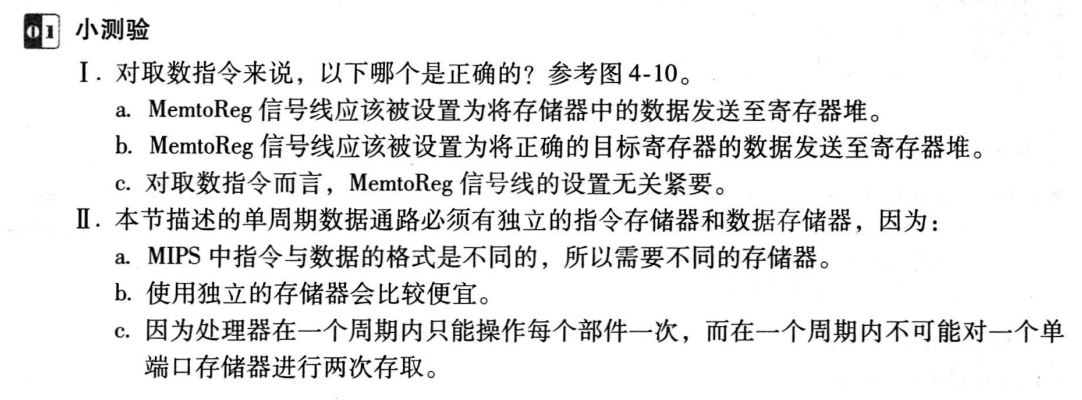 01 小测验
Ⅰ. 对取数指令来说，以下哪个是正确的？参考图 4-10。
a. MemtoReg 信号线应该被设置为将存储器中的数据发送至寄存器堆。
b. MemtoReg 信号线应该被设置为将正确的目标寄存器的数据发送至寄存器堆。
c. 对取数指令而言，MemtoReg 信号线的设置无关紧要。
Ⅱ. 本节描述的单周期数据通路必须有独立的指令存储器和数据存储器，因为：
a. MIPS 中指令与数据的格式是不同的，所以需要不同的存储器。
b. 使用独立的存储器会比较便宜。
c. 因为处理器在一个周期内只能操作每个部件一次，而在一个周期内不可能对一个单
端口存储器进行两次存取。